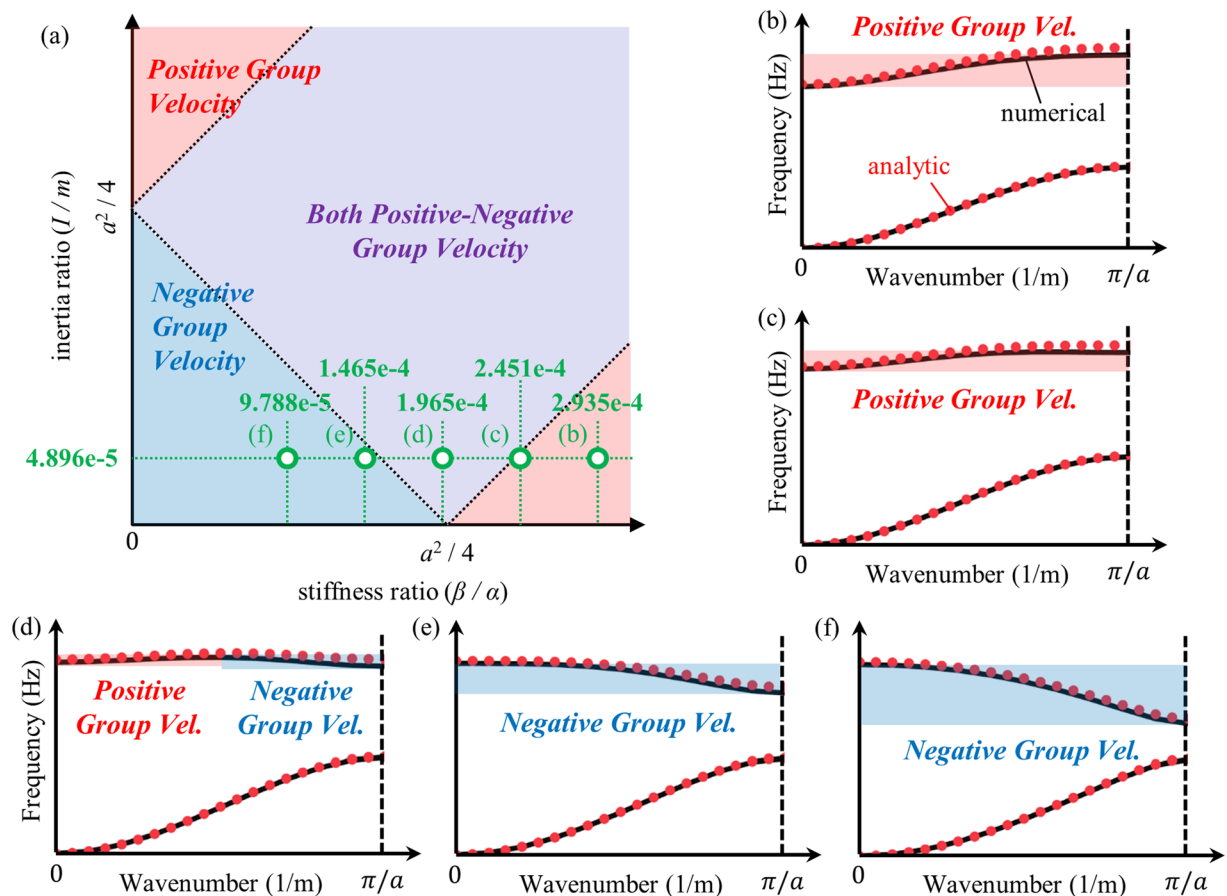 (a)
Positive Group
Velocity
Both Positive-Negative
Group Velocity
Negative
Group
Velocity
inertia ratio (I / m)
a² / 4
1.465e-4
2.451e-4
9.788e-5
1.965e-4
2.935e-4
(f)
(e)
(d)
(c)
(b)
4.896e-5
0
a² / 4
stiffness ratio (β / α)
(b)
Positive Group Vel.
Frequency (Hz)
numerical
analytic
0
Wavenumber (1/m)
π/a
(c)
Frequency (Hz)
Positive Group Vel.
0
Wavenumber (1/m)
π/a
(d)
Frequency (Hz)
Positive
Group Vel.
Negative
Group Vel.
0
Wavenumber (1/m)
π/a
(e)
Negative Group Vel.
0
Wavenumber (1/m)
π/a
(f)
Negative Group Vel.
0
Wavenumber (1/m)
π/a